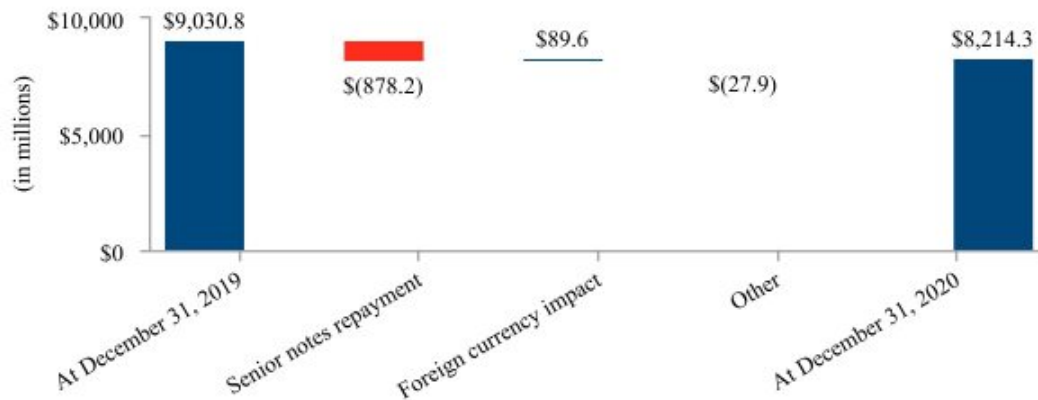 $10,000
$9,030.8
$89.6
$8,214.3
$(878.2)
$(27.9)
$5,000
(in millions)
$0
At December 31, 2019
Senior notes repayment
Foreign currency impact
Other
At December 31, 2020